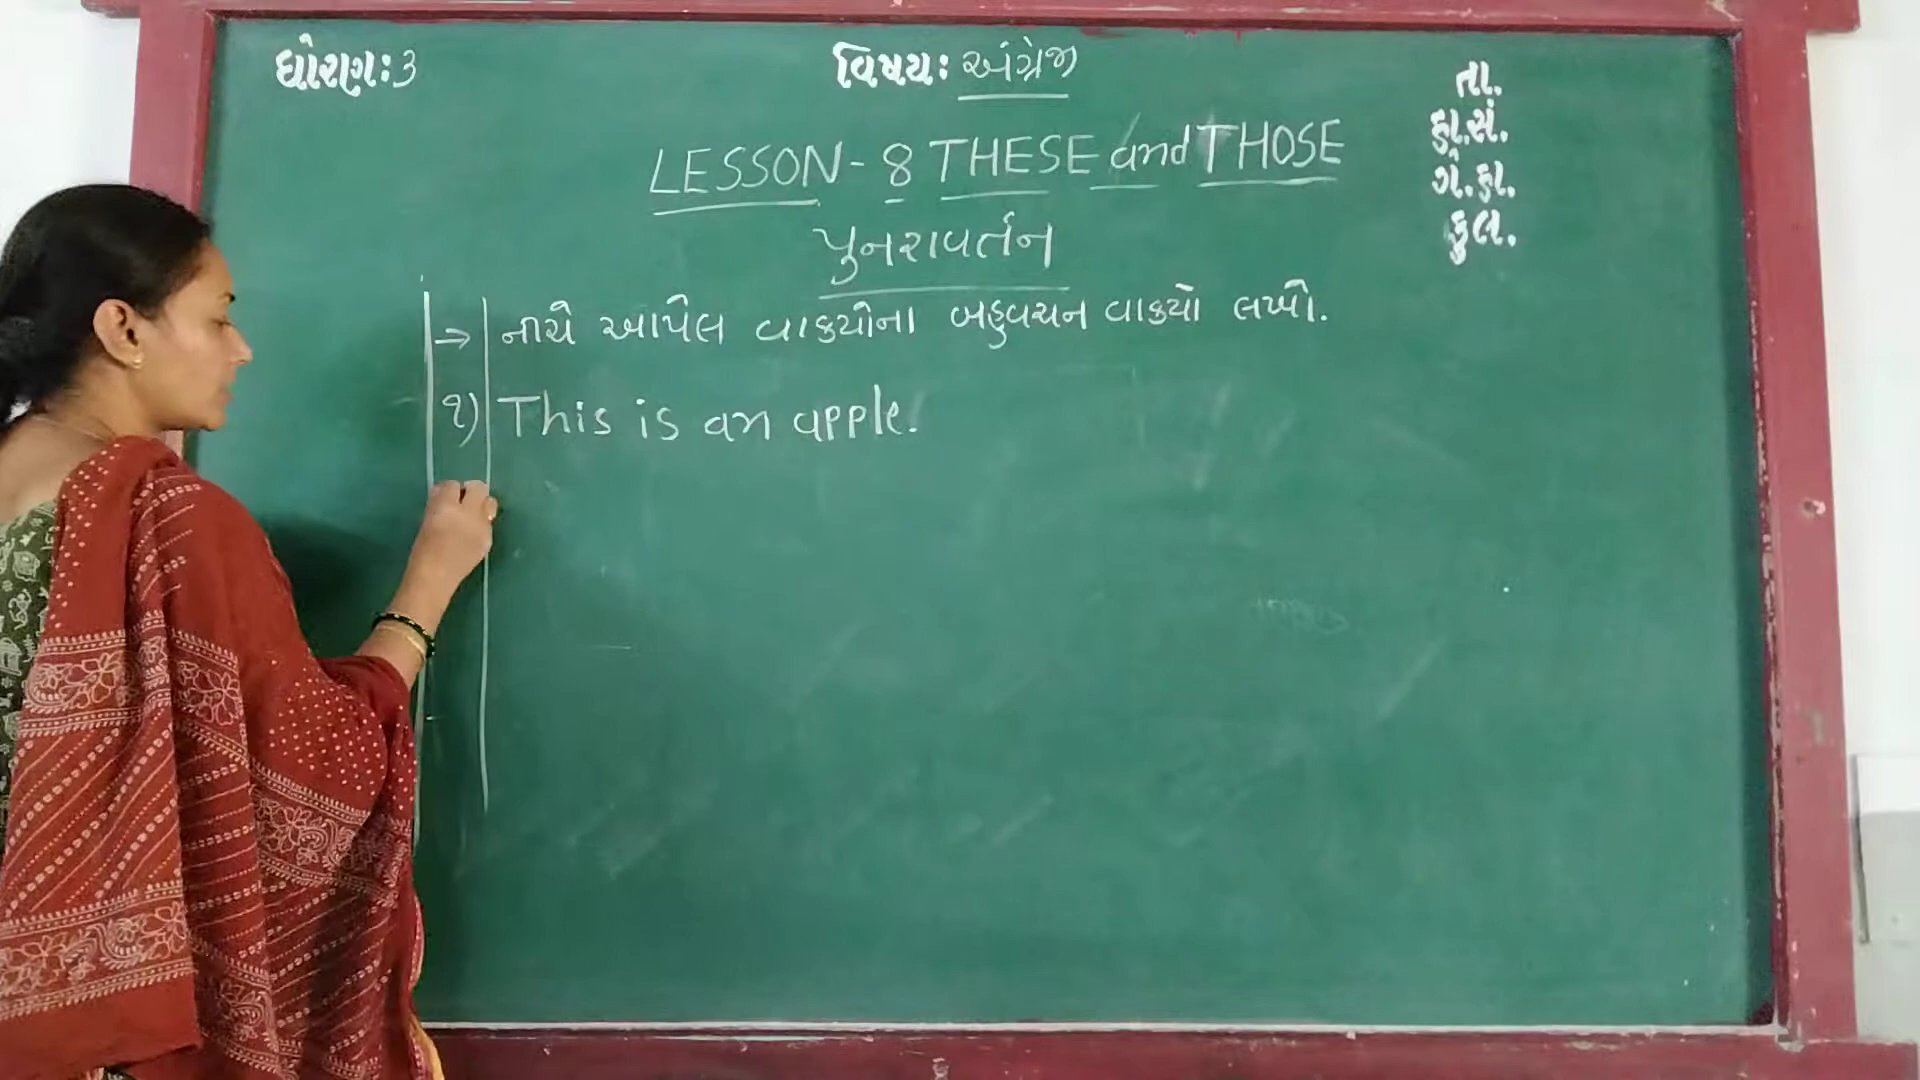 ધોરણ: 3
વિષય: અંગ્રેજી
તા.
હા.સં.
ગે.હા.
કુલ.
LESSON - 8 THESE and THOSE
પુનરાવર્તન
→ નીચે આપેલ વાક્યોના બહુવચન વાક્યો લખો.
૧) This is an apple.